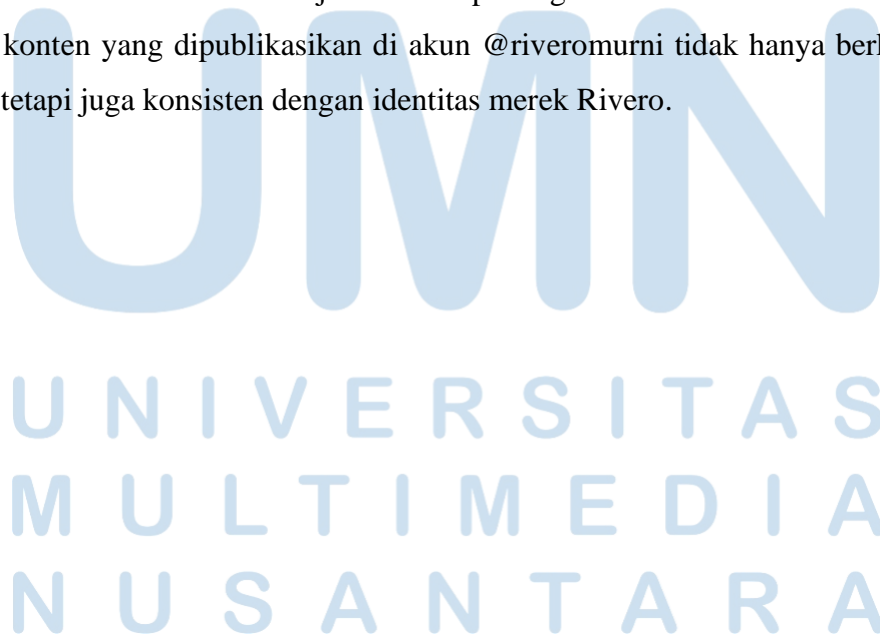 konten yang dipublikasikan di akun @riveromurni tidak hanya
tetapi juga konsisten dengan identitas merek Rivero.
UMN
UNIVERSITAS
MULTIMEDIA
NUSANTARA